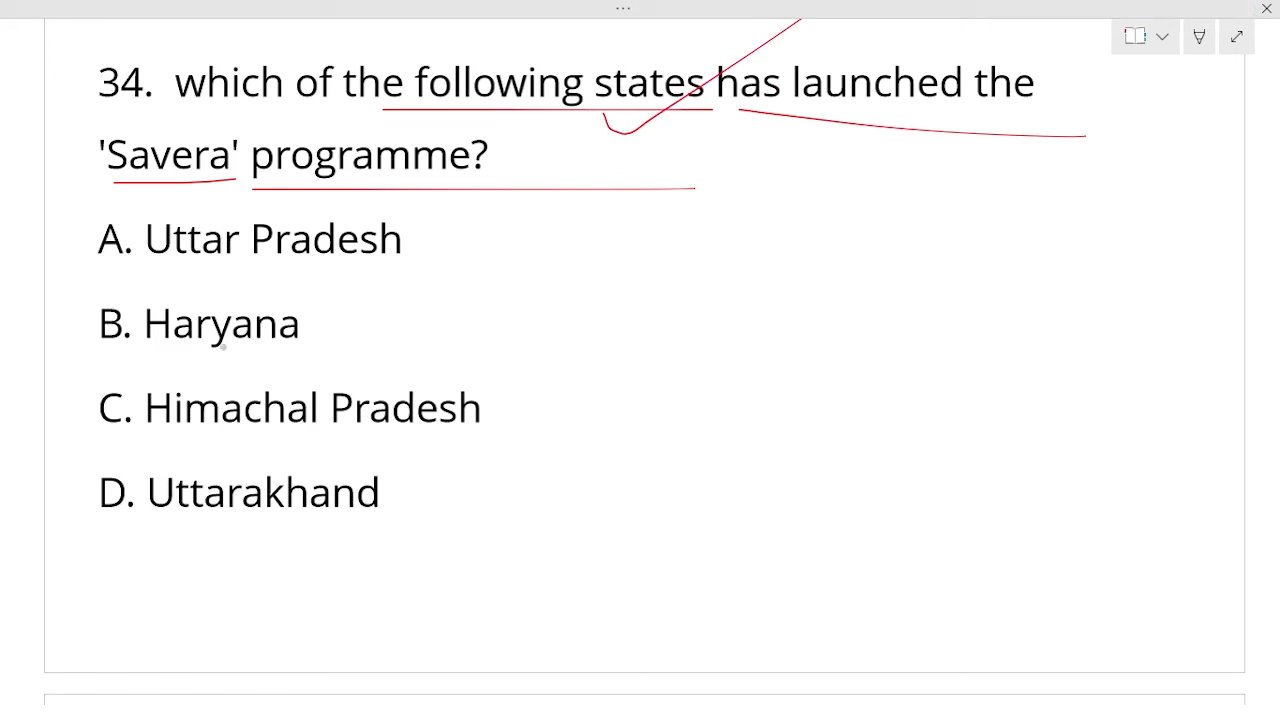 34. which of the following states has launched the
'Savera' programme?
A. Uttar Pradesh
B. Haryana
C. Himachal Pradesh
D. Uttarakhand